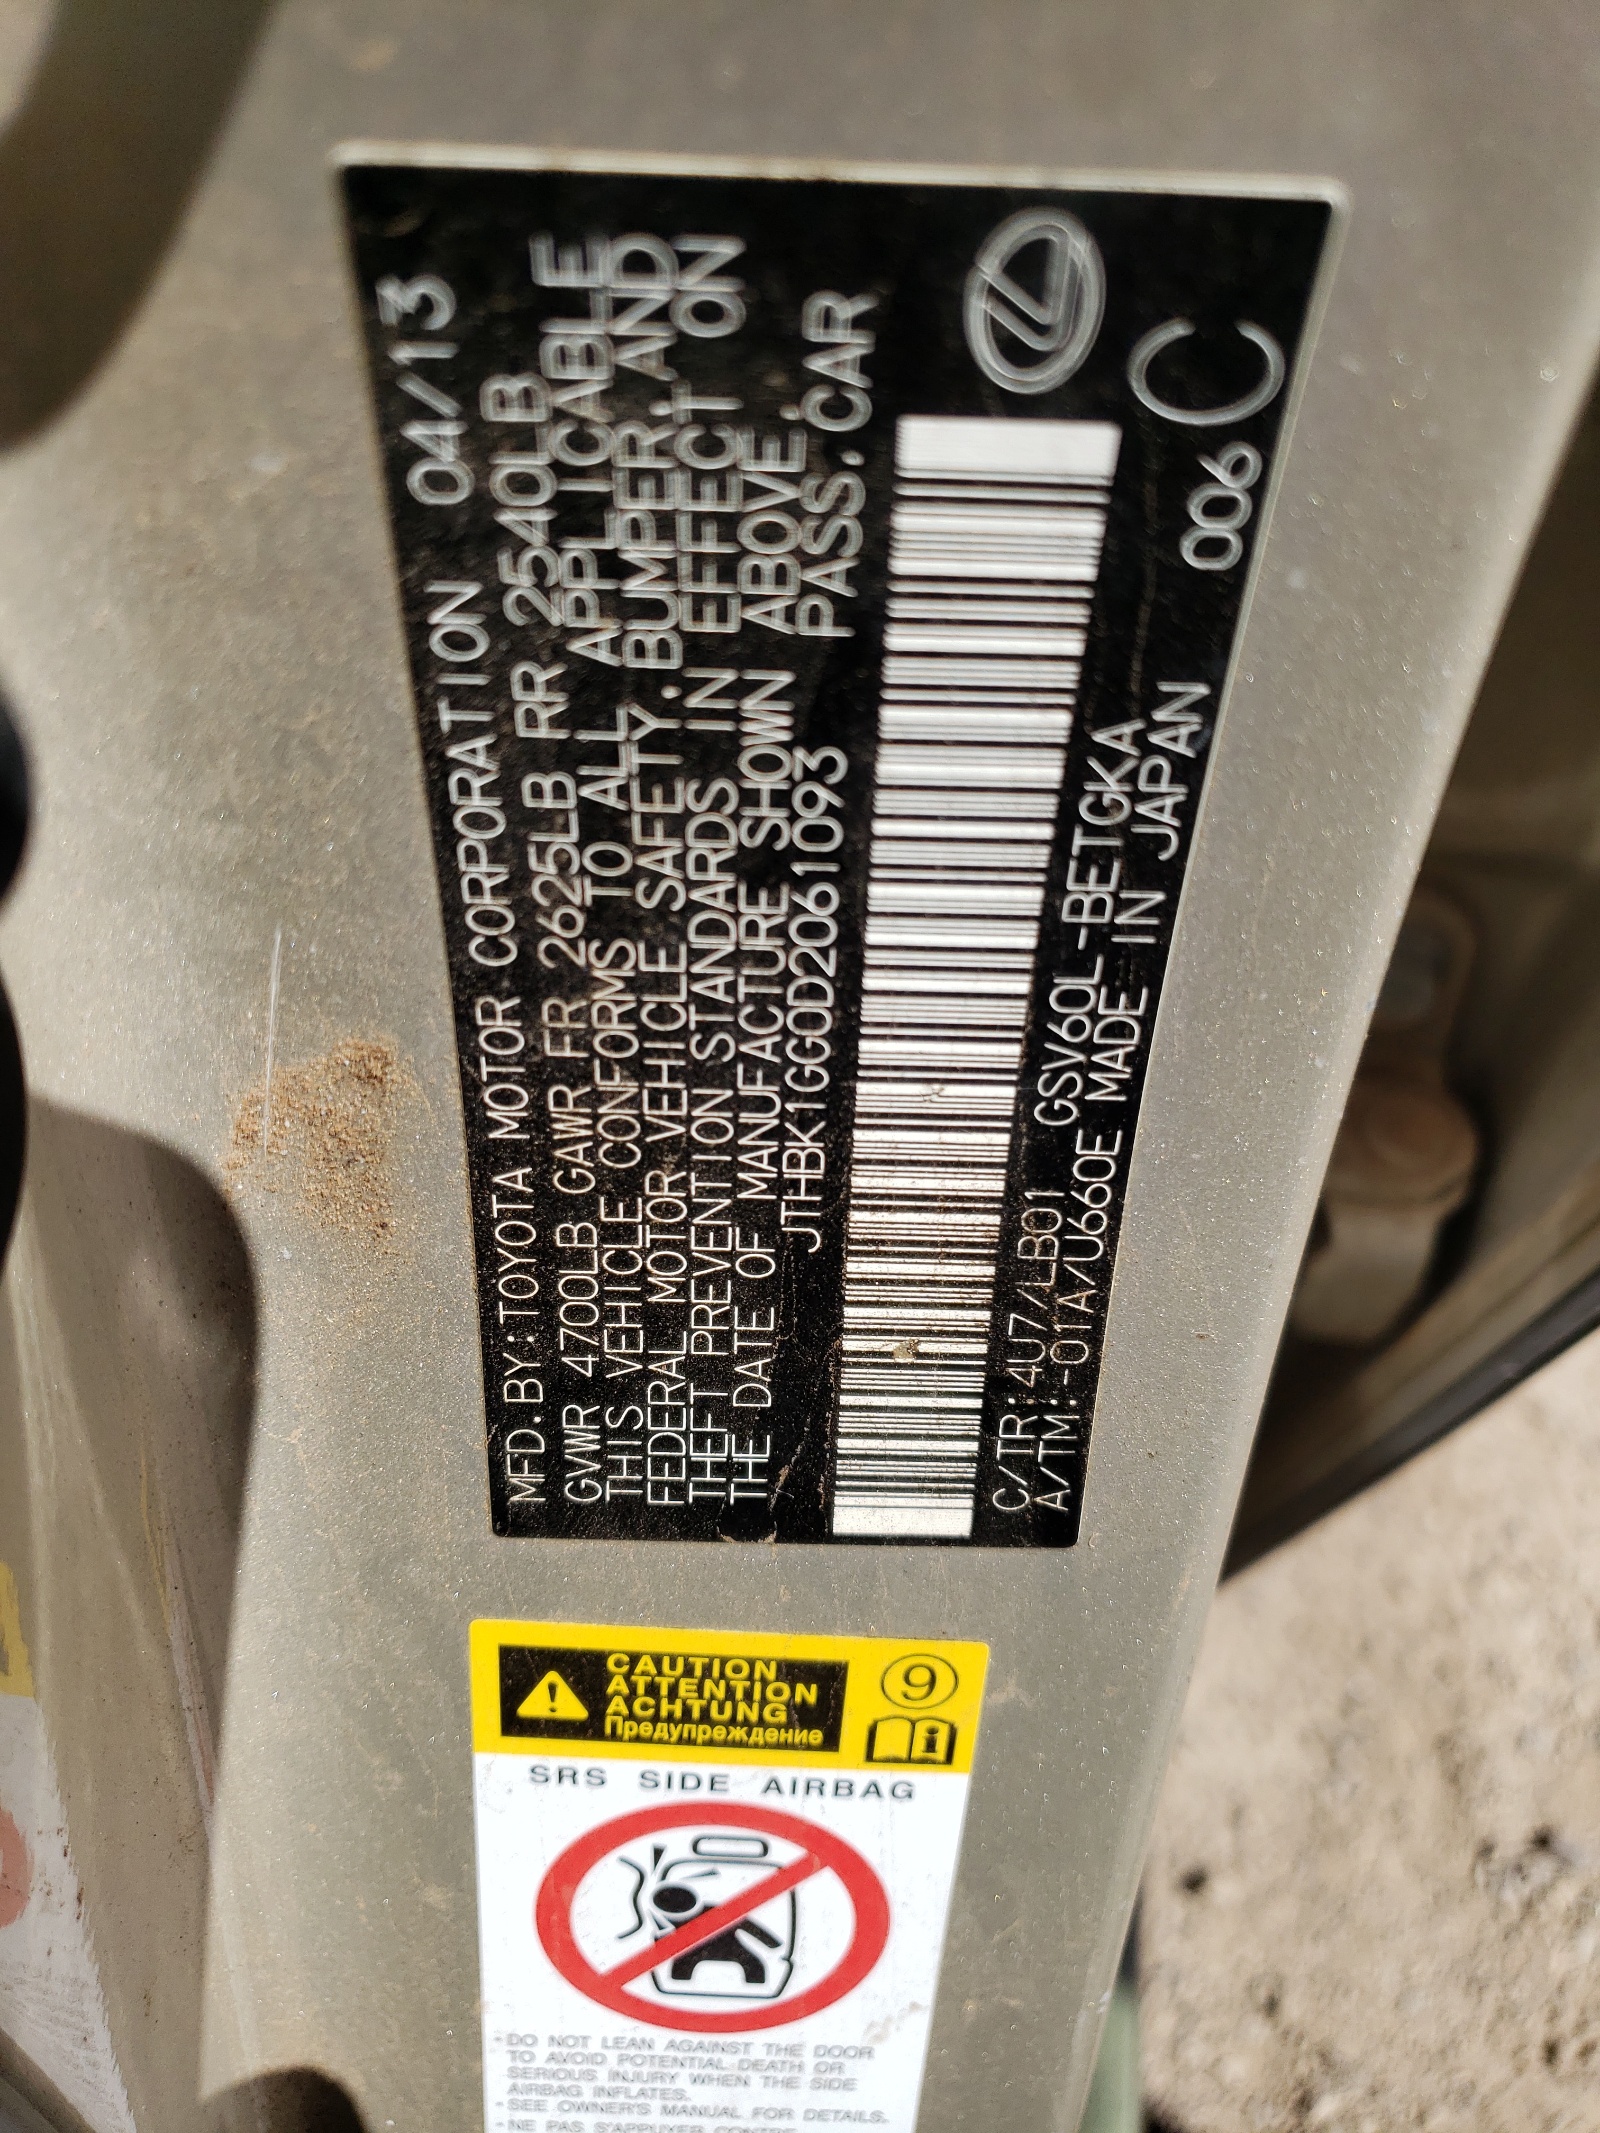 MFD.BY:TOYOTA MOTOR CORPORATION 04/13
GVWR 4700LB GAWR FR 2625LB RR 2540LB
THIS VEHICLE CONFORMS TO ALL APPLICABLE
FEDERAL MOTOR VEHICLE SAFETY, BUMPER, AND
THEFT PREVENTION STANDARDS IN EFFECT ON
THE DATE OF MANUFACTURE SHOWN ABOVE.
JTHBK1GG0D2061093 PASS.CAR
C/TR:4U7/LB01 GSV60L-BETGKA
A/TM:-01A/U660E MADE IN JAPAN 006 C
CAUTION
ATTENTION
ACHTUNG
Предупреждение
9
i
SRS SIDE AIRBAG
·DO NOT LEAN AGAINST THE DOOR
TO AVOID POTENTIAL DEATH OR
SERIOUS INJURY WHEN THE SIDE
AIRBAG INFLATES.
·SEE OWNER'S MANUAL FOR DETAILS.
·NE PAS S'APPUYER CONTRE